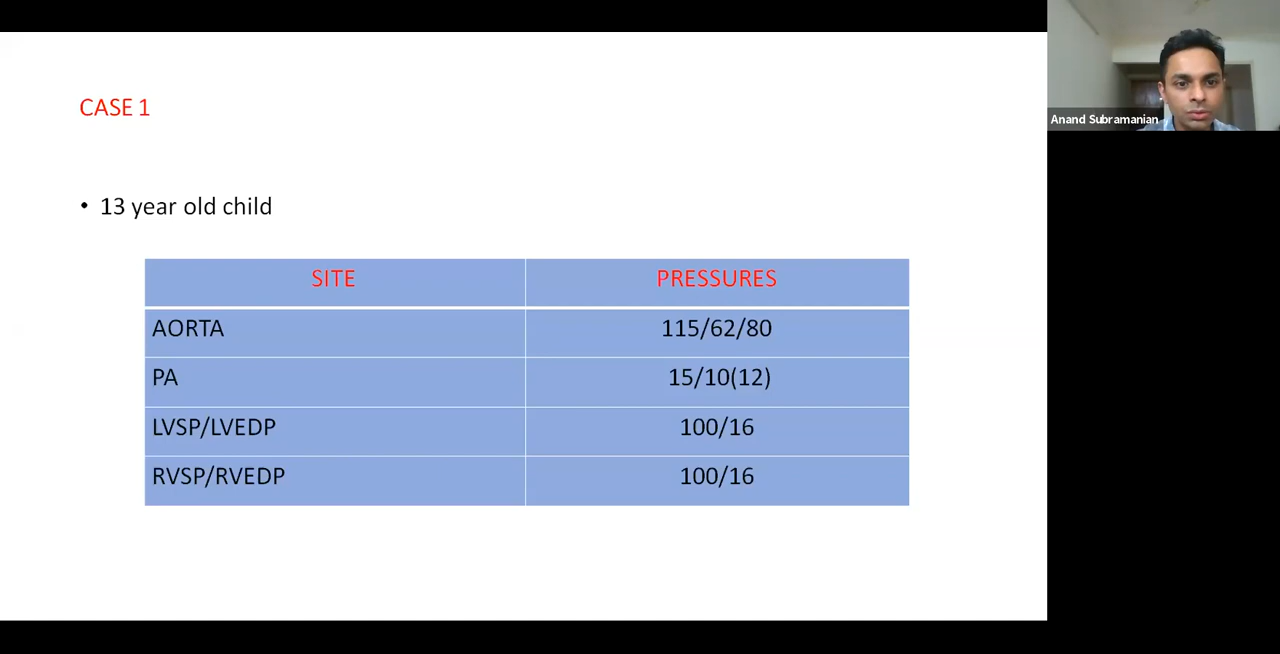 CASE 1
• 13 year old child
SITE PRESSURES
AORTA 115/62/80
PA 15/10(12)
LVSP/LVEDP 100/16
RVSP/RVEDP 100/16
Anand Subramanian